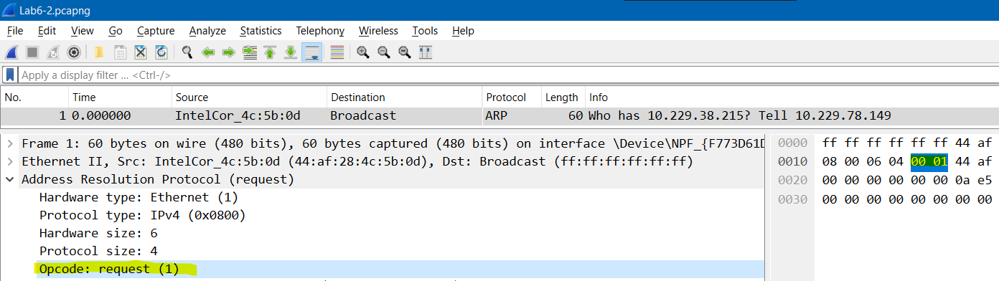 Lab6-2.pcapng
File Edit View Go Capture Analyze Statistics Telephony Wireless Tools Help
Apply a display filter ... <Ctrl-/>
No. Time Source Destination Protocol Length Info
1 0.000000 IntelCor_4c:5b:0d Broadcast ARP 60 Who has 10.229.38.215? Tell 10.229.78.149
Frame 1: 60 bytes on wire (480 bits), 60 bytes captured (480 bits) on interface \Device\NPF_{F773D61D
Ethernet II, Src: IntelCor_4c:5b:0d (44:af:28:4c:5b:0d), Dst: Broadcast (ff:ff:ff:ff:ff:ff)
Address Resolution Protocol (request)
Hardware type: Ethernet (1)
Protocol type: IPv4 (0x0800)
Hardware size: 6
Protocol size: 4
Opcode: request (1)
0000 ff ff ff ff ff ff 44 af
0010 08 00 06 04 00 01 44 af
0020 00 00 00 00 00 00 0a e5
0030 00 00 00 00 00 00 00 00